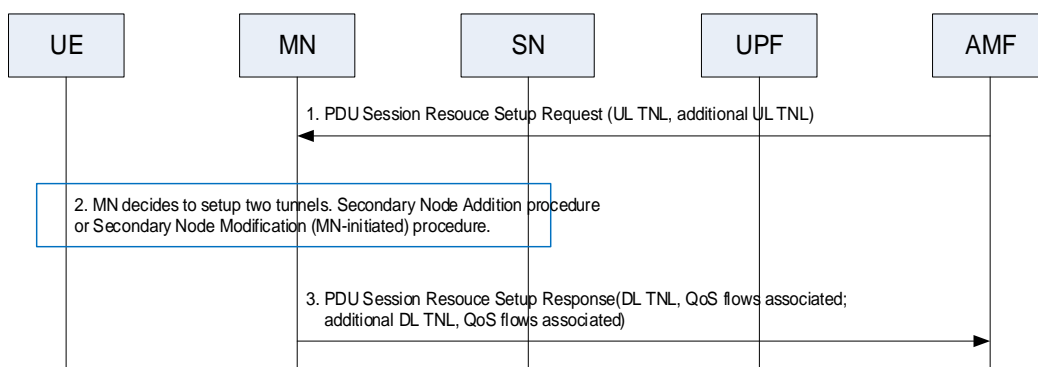 UE
MN
SN
UPF
AMF
1. PDU Session Resouce Setup Request (UL TNL, additional UL TNL)
2. MN decides to setup two tunnels. Secondary Node Addition procedure
or Secondary Node Modification (MN-initiated) procedure.
3. PDU Session Resouce Setup Response(DL TNL, QoS flows associated;
additional DL TNL, QoS flows associated)